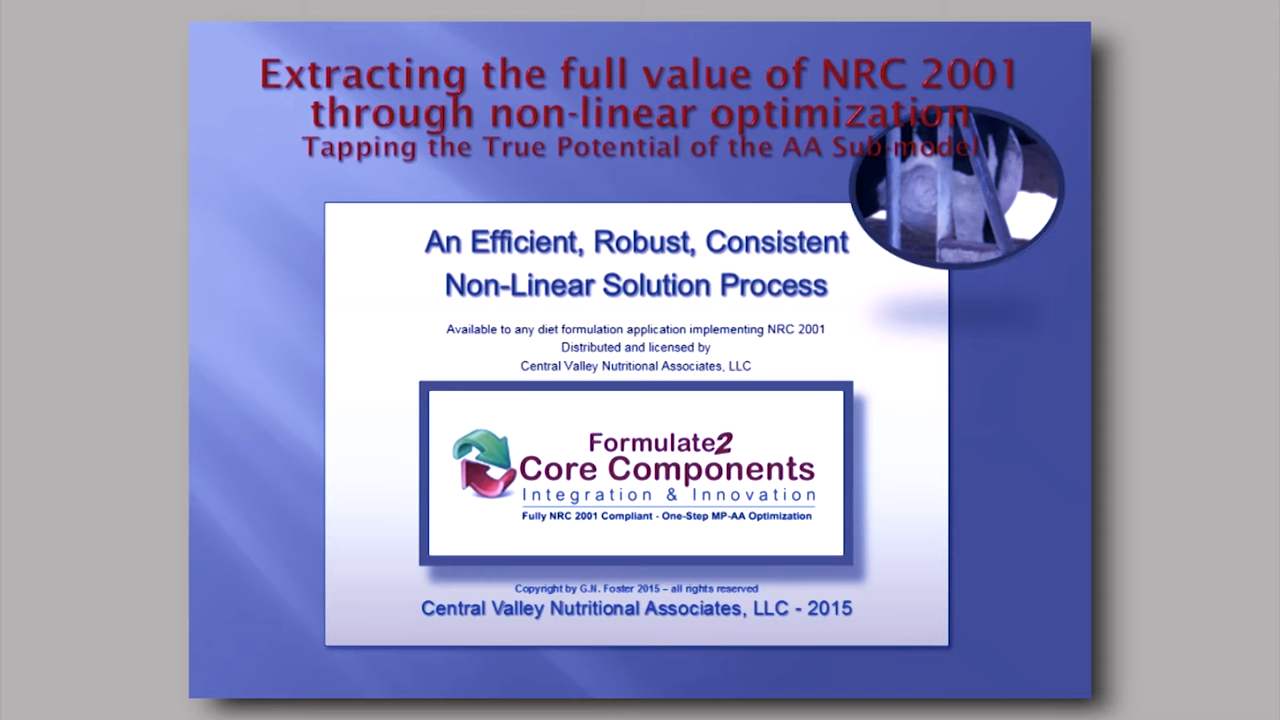 Extracting the full value of NRC 2001
through non-linear optimization
Tapping the True Potential of the AA Sub-model
An Efficient, Robust, Consistent
Non-Linear Solution Process
Available to any diet formulation application implementing NRC 2001
Distributed and licensed by
Central Valley Nutritional Associates, LLC
Formulate2
Core Components
Integration & Innovation
Fully NRC 2001 Compliant - One-Step MP-AA Optimization
Copyright by G.N. Foster 2015 – all rights reserved
Central Valley Nutritional Associates, LLC - 2015